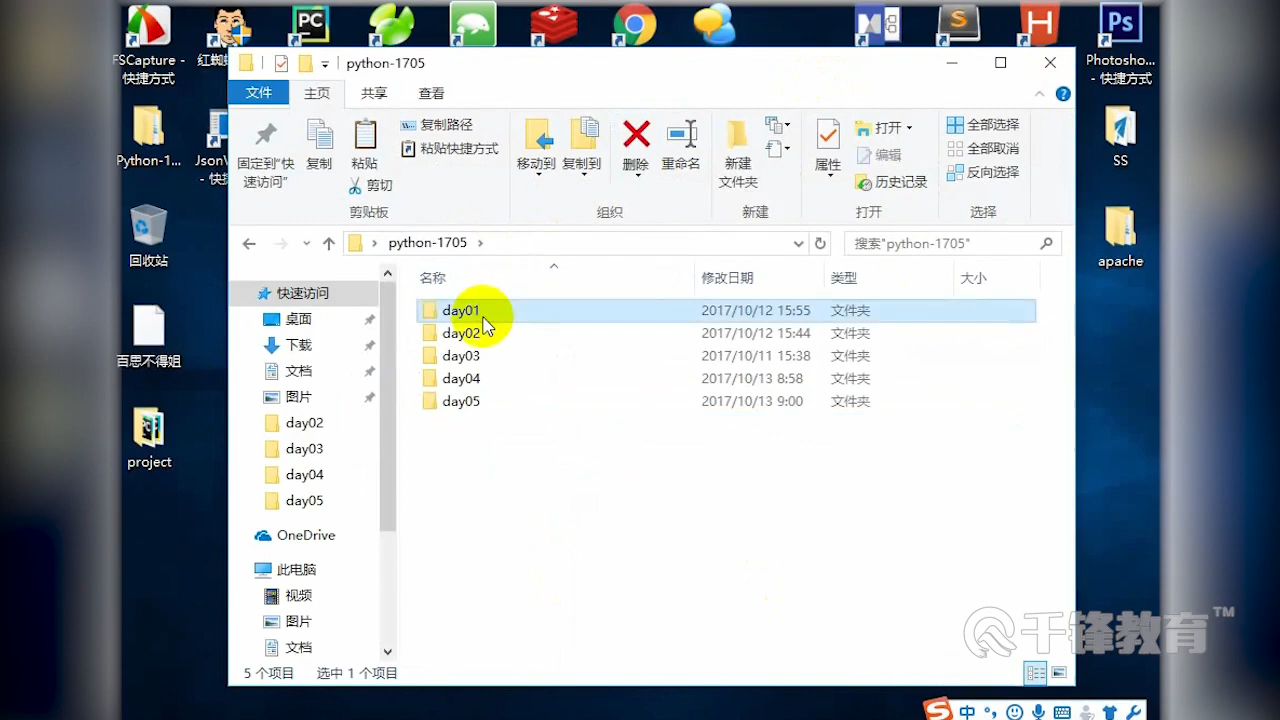 FSCapture - 快捷方式
红蜘
PC
S
H
Ps
Photosho... - 快捷方式
Python-1...
JsonV
- 快捷
回收站
百思不得姐
project
SS
apache
python-1705
文件
主页
共享
查看
固定到"快速访问"
复制
粘贴
复制路径
粘贴快捷方式
剪切
剪贴板
移动到
复制到
删除
重命名
组织
新建文件夹
新建
属性
打开
编辑
历史记录
打开
全部选择
全部取消
反向选择
选择
python-1705
搜索"python-1705"
名称
修改日期
类型
大小
day01 2017/10/12 15:55 文件夹
day02 2017/10/12 15:44 文件夹
day03 2017/10/11 15:38 文件夹
day04 2017/10/13 8:58 文件夹
day05 2017/10/13 9:00 文件夹
快速访问
桌面
下载
文档
图片
day02
day03
day04
day05
OneDrive
此电脑
视频
图片
文档
5 个项目
选中 1 个项目
千锋教育™
S 中